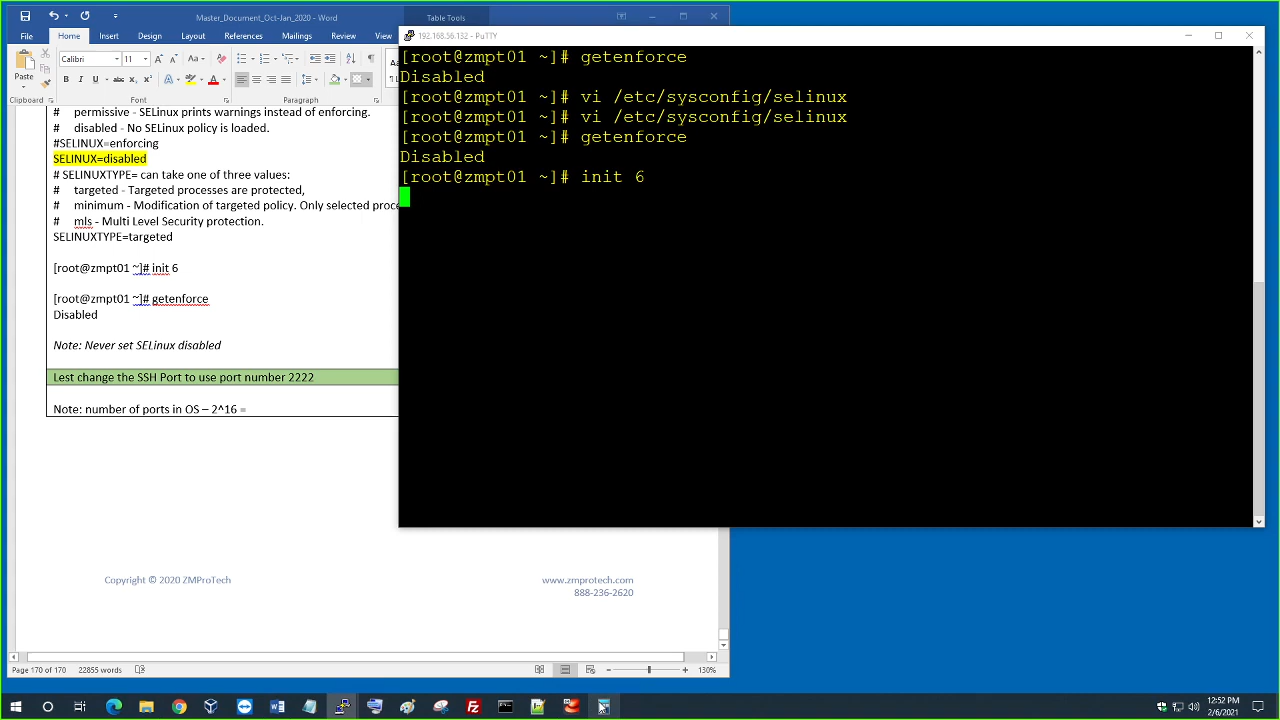 Master_Document_Oct-Jan_2020 - Word
Table Tools
File Home Insert Design Layout References Mailings Review View
Paste
Calibri 11
Clipboard Font Paragraph
192.168.56.132 - PuTTY
[root@zmpt01 ~]# getenforce
Disabled
[root@zmpt01 ~]# vi /etc/sysconfig/selinux
[root@zmpt01 ~]# vi /etc/sysconfig/selinux
[root@zmpt01 ~]# getenforce
Disabled
[root@zmpt01 ~]# init 6
# permissive - SELinux prints warnings instead of enforcing.
# disabled - No SELinux policy is loaded.
#SELINUX=enforcing
SELINUX=disabled
# SELINUXTYPE= can take one of three values:
# targeted - Targeted processes are protected,
# minimum - Modification of targeted policy. Only selected proce
# mls - Multi Level Security protection.
SELINUXTYPE=targeted
[root@zmpt01 ~]# init 6
[root@zmpt01 ~]# getenforce
Disabled
Note: Never set SELinux disabled
Lest change the SSH Port to use port number 2222
Note: number of ports in OS – 2^16 =
Copyright © 2020 ZMProTech
www.zmprotech.com
888-236-2620
Page 170 of 170 22855 words
130%
12:52 PM
2/6/2021